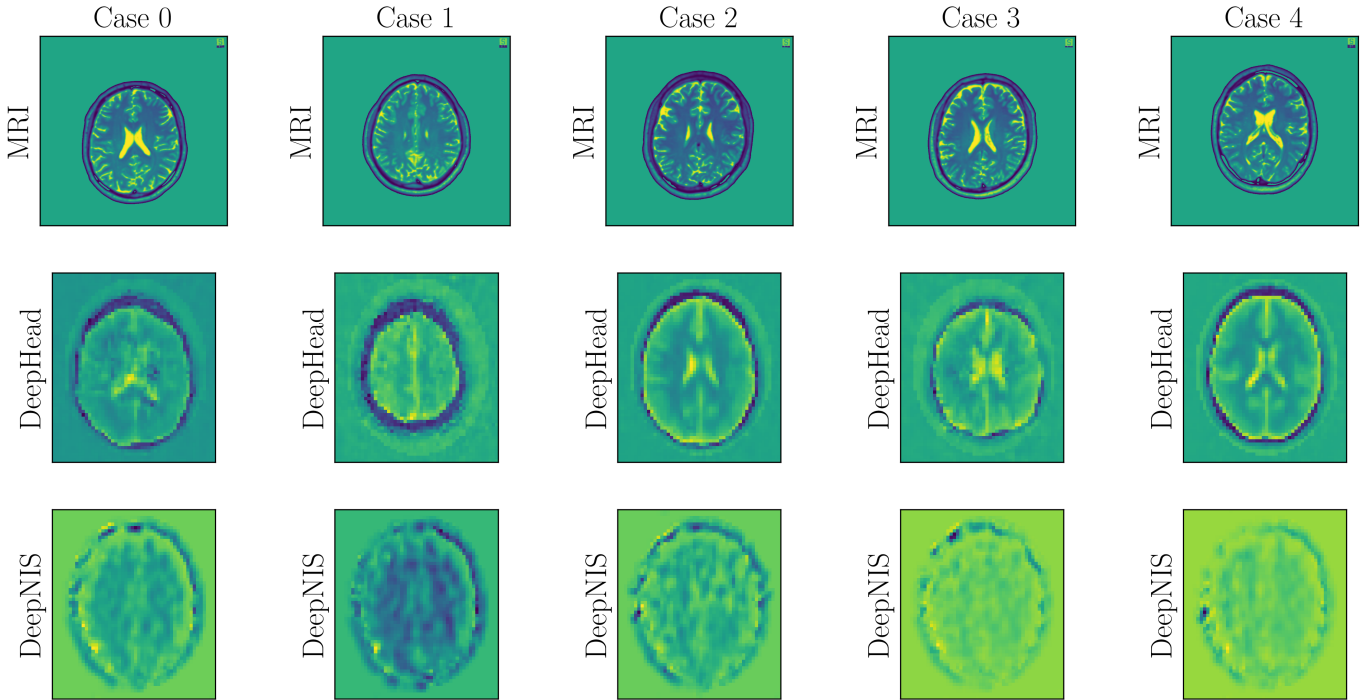 Case 0 Case 1 Case 2 Case 3 Case 4
MRI MRI MRI MRI MRI
DeepHead DeepHead DeepHead DeepHead DeepHead
DeepNIS DeepNIS DeepNIS DeepNIS DeepNIS